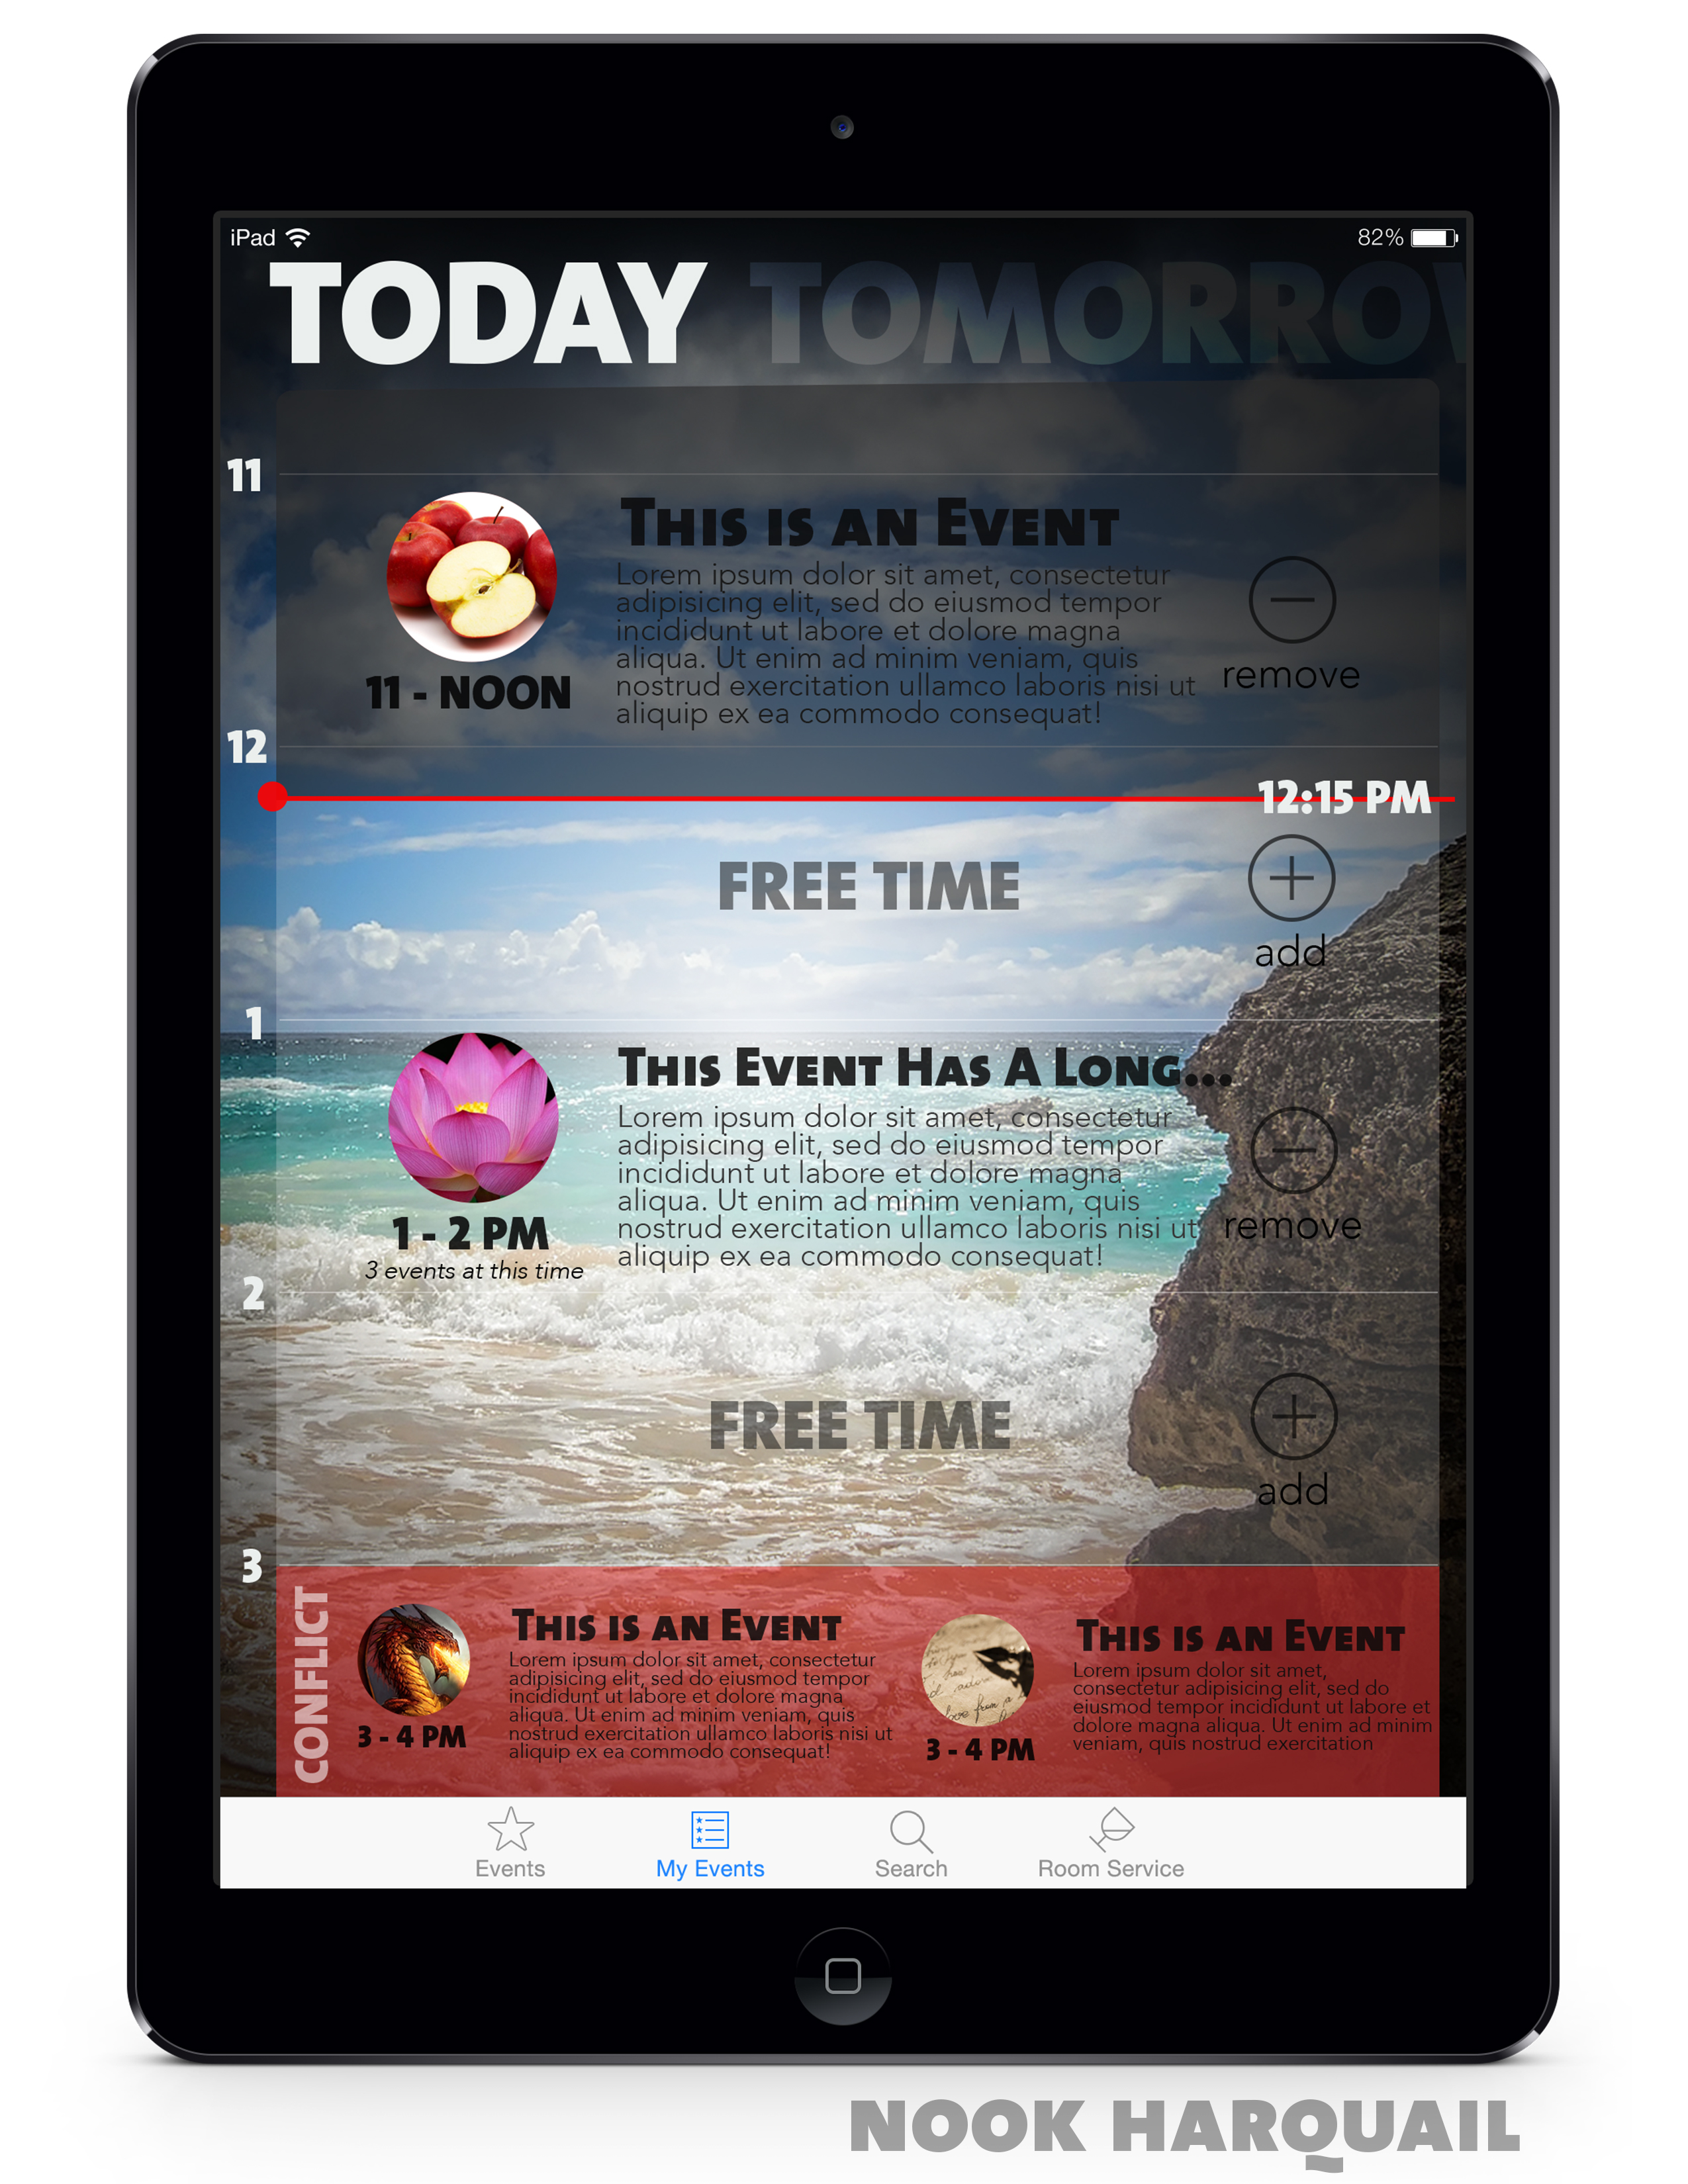 iPad
82%
TODAY TOMORROW
11
THIS IS AN EVENT
Lorem ipsum dolor sit amet, consectetur
adipisicing elit, sed do eiusmod tempor
incididunt ut labore et dolore magna
aliqua. Ut enim ad minim veniam, quis
nostrud exercitation ullamco laboris nisi ut
aliquip ex ea commodo consequat!
11 - NOON
remove
12
12:15 PM
FREE TIME
add
1
THIS EVENT HAS A LONG...
Lorem ipsum dolor sit amet, consectetur
adipisicing elit, sed do eiusmod tempor
incididunt ut labore et dolore magna
aliqua. Ut enim ad minim veniam, quis
nostrud exercitation ullamco laboris nisi ut
aliquip ex ea commodo consequat!
1 - 2 PM
3 events at this time
remove
2
FREE TIME
add
3
CONFLICT
THIS IS AN EVENT
Lorem ipsum dolor sit amet, consectetur
adipisicing elit, sed do eiusmod tempor
incididunt ut labore et dolore magna
aliqua. Ut enim ad minim veniam, quis
nostrud exercitation ullamco laboris nisi ut
aliquip ex ea commodo consequat!
3 - 4 PM
THIS IS AN EVENT
Lorem ipsum dolor sit amet,
consectetur adipisicing elit, sed do
eiusmod tempor incididunt ut labore et
dolore magna aliqua. Ut enim ad minim
veniam, quis nostrud exercitation
3 - 4 PM
Events
My Events
Search
Room Service
NOOK HARQUAIL